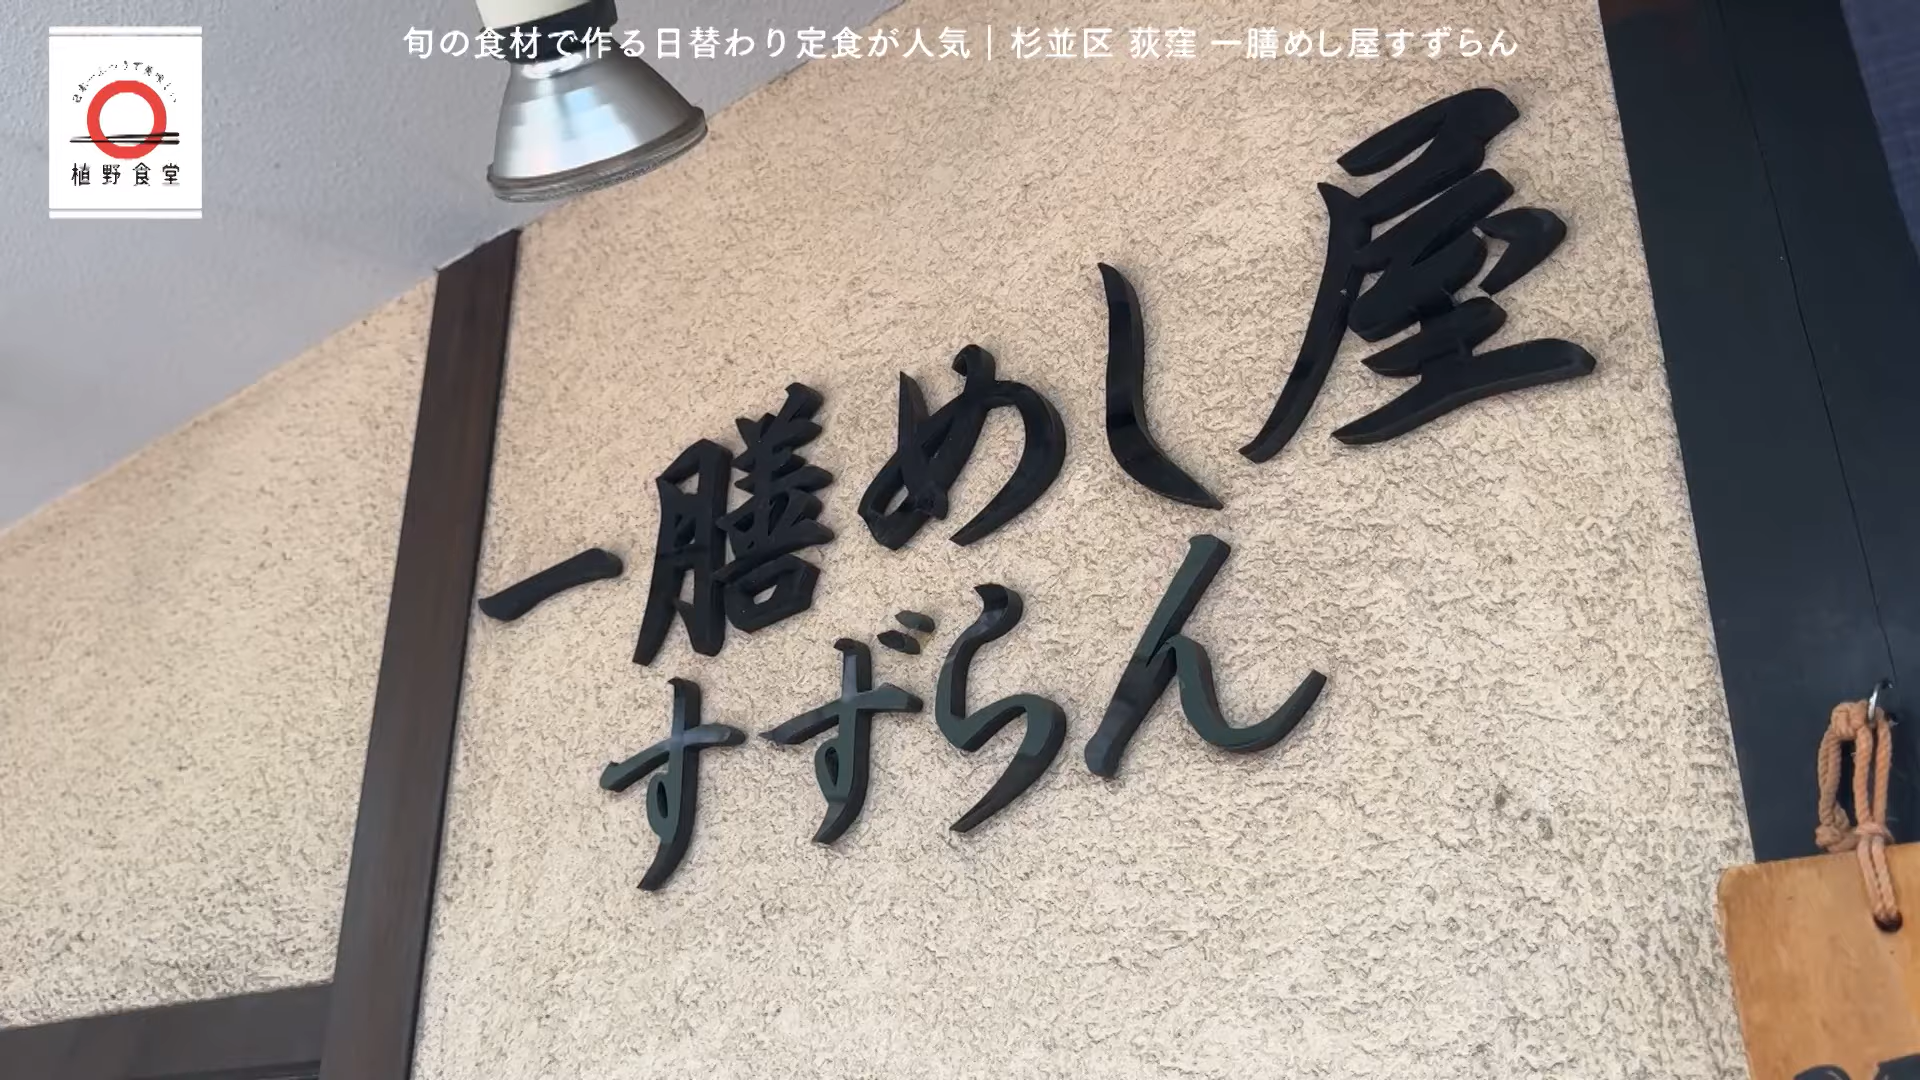 旬の食材で作る日替わり定食が人気｜杉並区 荻窪 一膳めし屋すずらん
植野食堂
一膳めし屋
すずらん